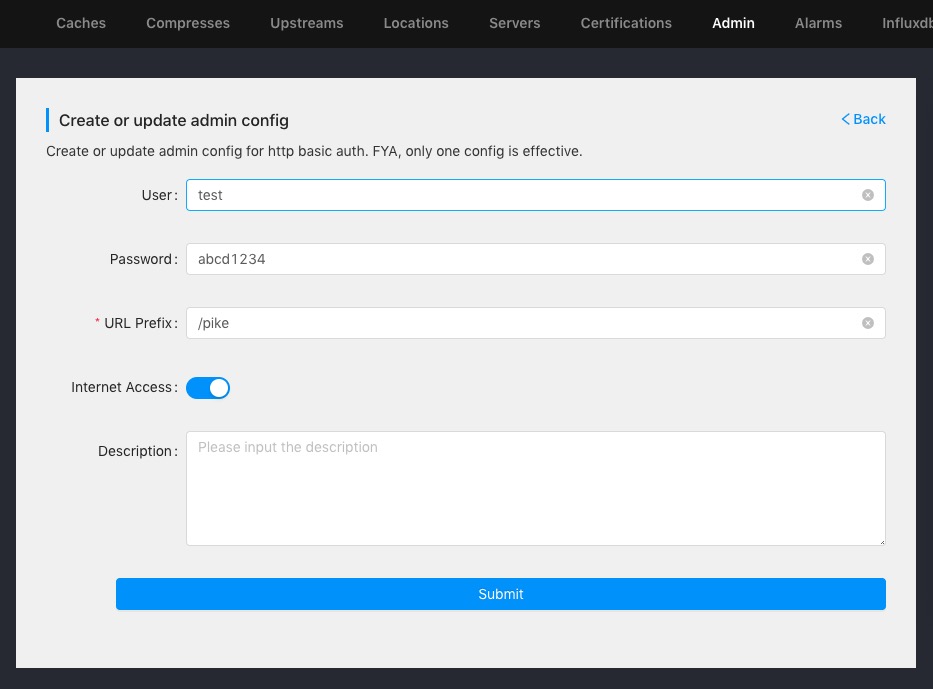 Caches Compresses Upstreams Locations Servers Certifications Admin Alarms Influxdb
Create or update admin config
< Back
Create or update admin config for http basic auth. FYA, only one config is effective.
User: test
Password: abcd1234
* URL Prefix: /pike
Internet Access:
Description: Please input the description
Submit